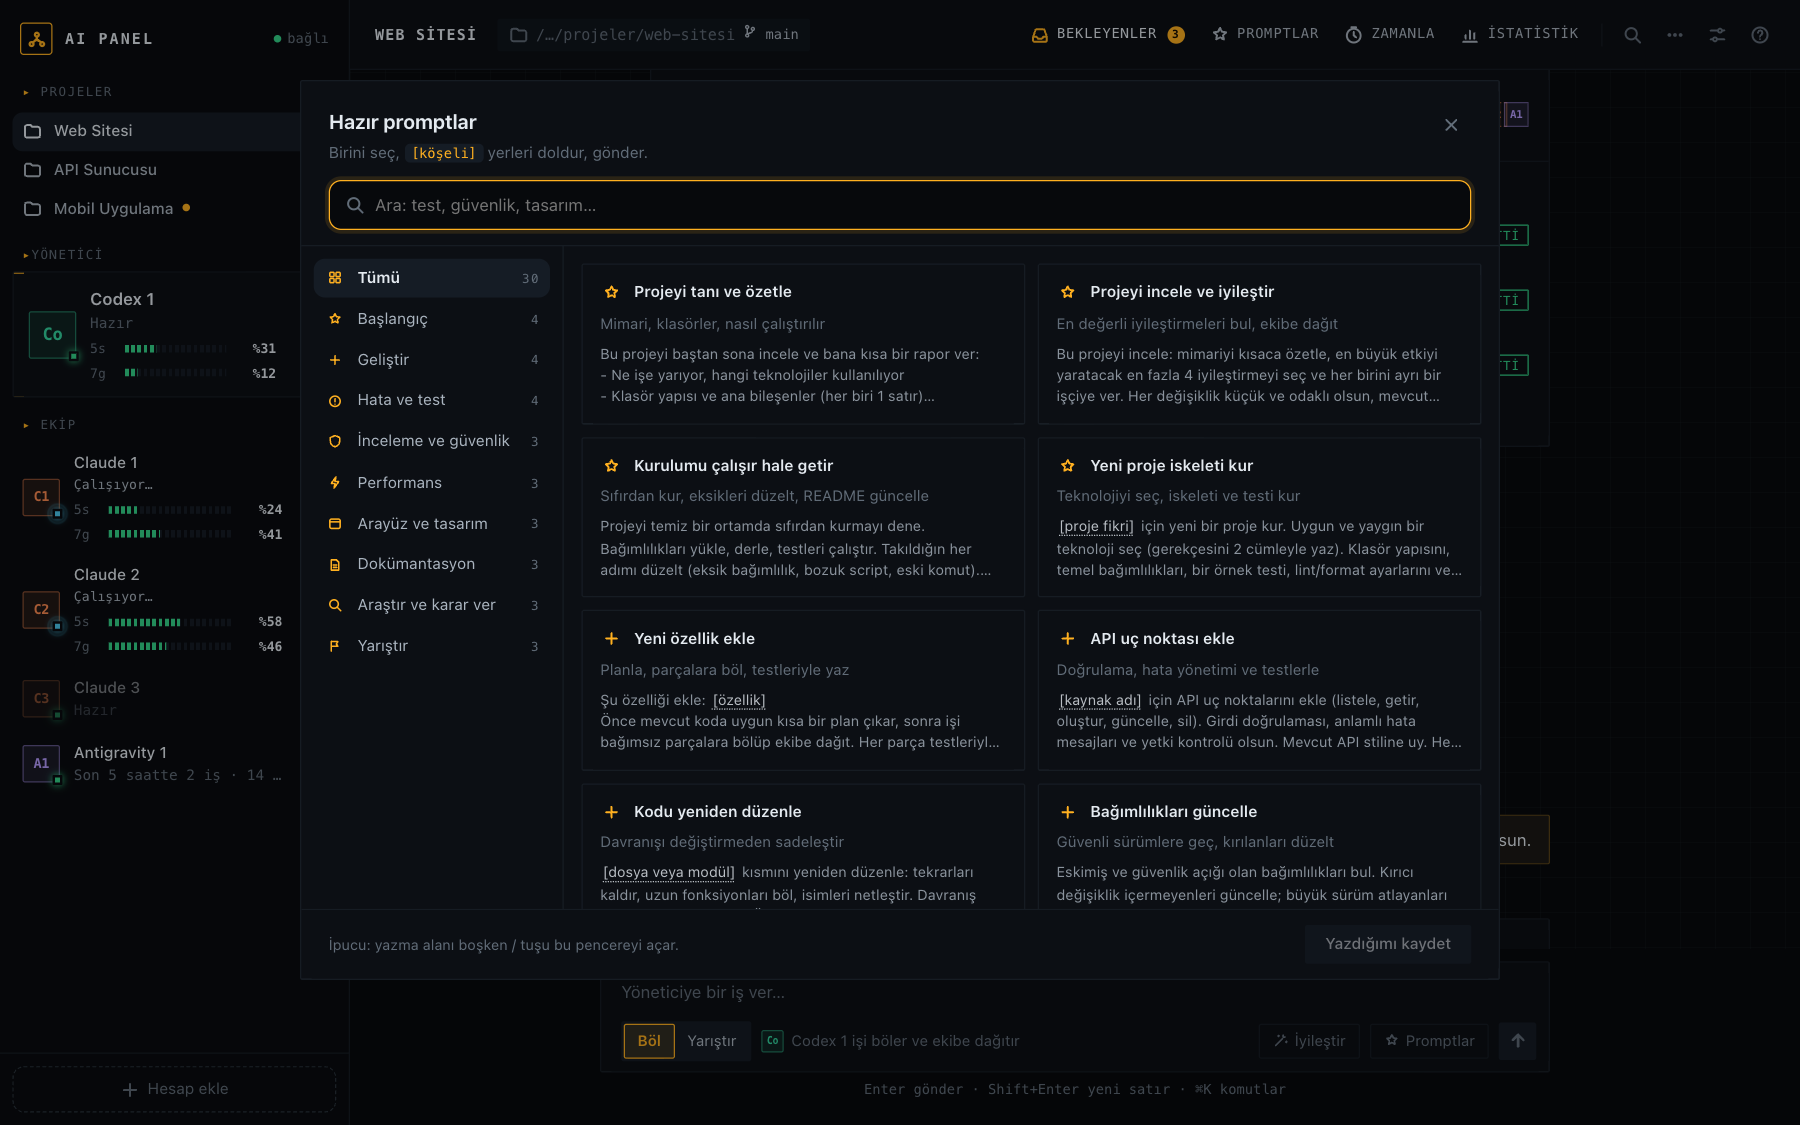 AI PANEL
bağlı
PROJELER
Web Sitesi
API Sunucusu
Mobil Uygulama
YÖNETİCİ
Co
Codex 1
Hazır
5s %31
7g %12
EKİP
C1
Claude 1
Çalışıyor…
5s %24
7g %41
C2
Claude 2
Çalışıyor…
5s %58
7g %46
C3
Claude 3
Hazır
A1
Antigravity 1
Son 5 saatte 2 iş · 14 …
+ Hesap ekle
WEB SİTESİ
/…/projeler/web-sitesi main
BEKLEYENLER 3
PROMPTLAR
ZAMANLA
İSTATİSTİK
A1
Hazır promptlar
Birini seç, [köşeli] yerleri doldur, gönder.
Ara: test, güvenlik, tasarım…
Tümü 30
Başlangıç 4
Geliştir 4
Hata ve test 4
İnceleme ve güvenlik 3
Performans 3
Arayüz ve tasarım 3
Dokümantasyon 3
Araştır ve karar ver 3
Yarıştır 3
Projeyi tanı ve özetle
Mimari, klasörler, nasıl çalıştırılır
Bu projeyi baştan sona incele ve bana kısa bir rapor ver:
- Ne işe yarıyor, hangi teknolojiler kullanılıyor
- Klasör yapısı ve ana bileşenler (her biri 1 satır)…
Projeyi incele ve iyileştir
En değerli iyileştirmeleri bul, ekibe dağıt
Bu projeyi incele: mimariyi kısaca özetle, en büyük etkiyi
yaratacak en fazla 4 iyileştirmeyi seç ve her birini ayrı bir
işçiye ver. Her değişiklik küçük ve odaklı olsun, mevcut…
Kurulumu çalışır hale getir
Sıfırdan kur, eksikleri düzelt, README güncelle
Projeyi temiz bir ortamda sıfırdan kurmayı dene.
Bağımlılıkları yükle, derle, testleri çalıştır. Takıldığın her
adımı düzelt (eksik bağımlılık, bozuk script, eski komut).…
Yeni proje iskeleti kur
Teknolojiyi seç, iskeleti ve testi kur
[proje fikri] için yeni bir proje kur. Uygun ve yaygın bir
teknoloji seç (gerekçesini 2 cümleyle yaz). Klasör yapısını,
temel bağımlılıkları, bir örnek testi, lint/format ayarlarını ve…
Yeni özellik ekle
Planla, parçalara böl, testleriyle yaz
Şu özelliği ekle: [özellik]
Önce mevcut koda uygun kısa bir plan çıkar, sonra işi
bağımsız parçalara bölüp ekibe dağıt. Her parça testleriyl…
API uç noktası ekle
Doğrulama, hata yönetimi ve testlerle
[kaynak adı] için API uç noktalarını ekle (listele, getir,
oluştur, güncelle, sil). Girdi doğrulaması, anlamlı hata
mesajları ve yetki kontrolü olsun. Mevcut API stiline uy. He…
Kodu yeniden düzenle
Davranışı değiştirmeden sadeleştir
[dosya veya modül] kısmını yeniden düzenle: tekrarları
kaldır, uzun fonksiyonları böl, isimleri netleştir. Davranış
Bağımlılıkları güncelle
Güvenli sürümlere geç, kırılanları düzelt
Eskimiş ve güvenlik açığı olan bağımlılıkları bul. Kırıcı
değişiklik içermeyenleri güncelle; büyük sürüm atlayanları
İpucu: yazma alanı boşken / tuşu bu pencereyi açar.
Yazdığımı kaydet
Tİ
Tİ
Tİ
sun.
Yöneticiye bir iş ver…
Böl
Yarıştır
Co
Codex 1 işi böler ve ekibe dağıtır
İyileştir
Promptlar
Enter gönder · Shift+Enter yeni satır · ⌘K komutlar